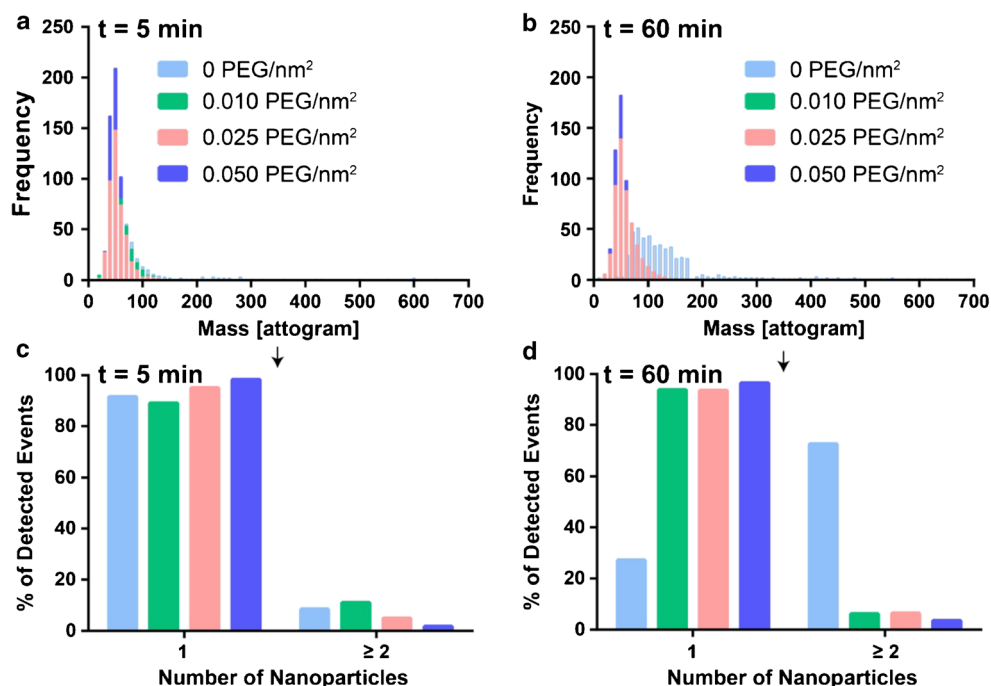 a
t = 5 min
250
200
150
100
50
0
Frequency
0 PEG/nm²
0.010 PEG/nm²
0.025 PEG/nm²
0.050 PEG/nm²
0 100 200 300 400 500 600 700
Mass [attogram]
b
t = 60 min
250
200
150
100
50
0
Frequency
0 PEG/nm²
0.010 PEG/nm²
0.025 PEG/nm²
0.050 PEG/nm²
0 100 200 300 400 500 600 700
Mass [attogram]
c
t = 5 min
100
80
60
40
20
0
% of Detected Events
1 ≥ 2
Number of Nanoparticles
d
t = 60 min
100
80
60
40
20
0
% of Detected Events
1 ≥ 2
Number of Nanoparticles